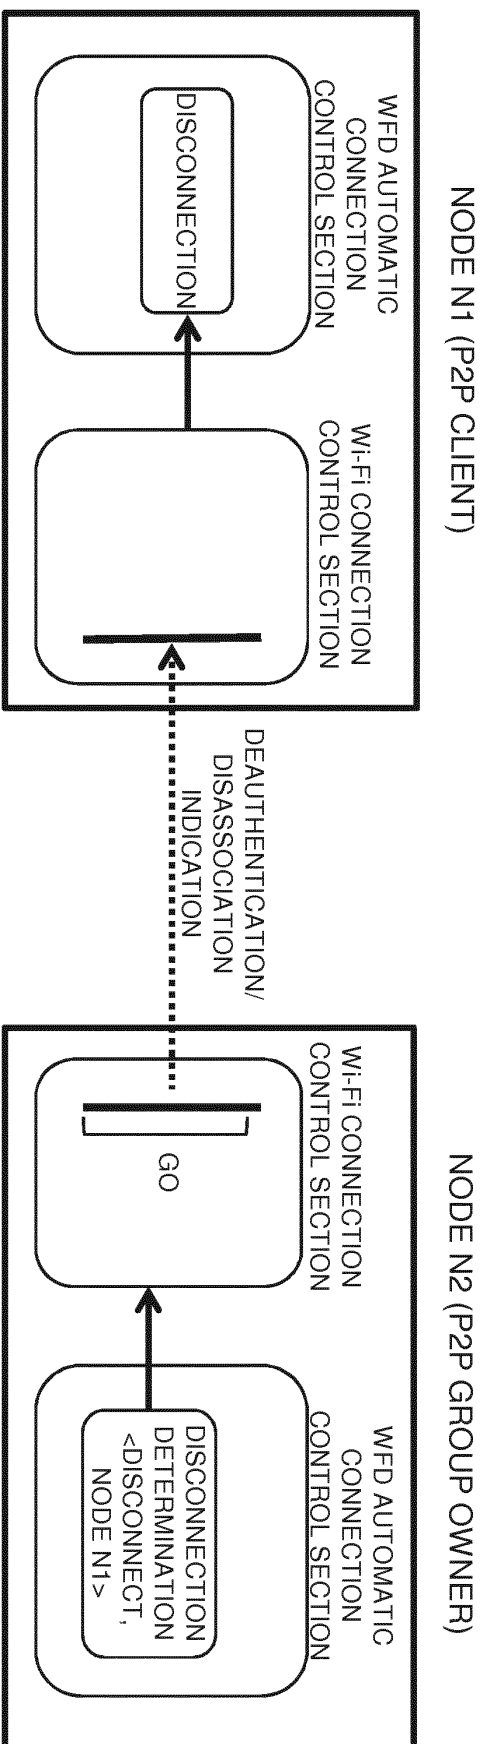 NODE N1 (P2P CLIENT)
WFD AUTOMATIC
CONNECTION
CONTROL SECTION
DISCONNECTION
Wi-Fi CONNECTION
CONTROL SECTION
DEAUTHENTICATION/
DISASSOCIATION
INDICATION
NODE N2 (P2P GROUP OWNER)
Wi-Fi CONNECTION
CONTROL SECTION
GO
WFD AUTOMATIC
CONNECTION
CONTROL SECTION
DISCONNECTION
DETERMINATION
<DISCONNECT,
NODE N1>